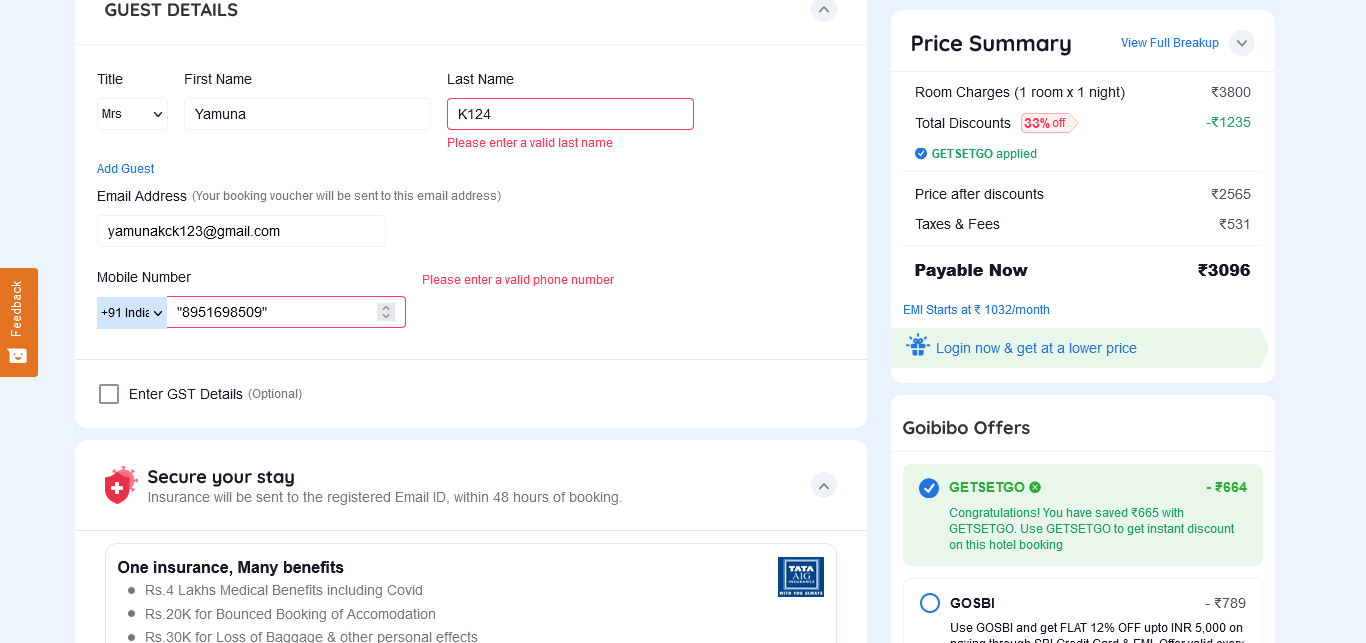 GUEST DETAILS
Title
First Name
Last Name
Mrs
Yamuna
K124
Please enter a valid last name
Add Guest
Email Address (Your booking voucher will be sent to this email address)
yamunakck123@gmail.com
Mobile Number
Please enter a valid phone number
+91 India
"8951698509"
Enter GST Details (Optional)
Feedback
Secure your stay
Insurance will be sent to the registered Email ID, within 48 hours of booking.
One insurance, Many benefits
TATA
AIG
INSURANCE
WITH YOU ALWAYS
Rs.4 Lakhs Medical Benefits including Covid
Rs.20K for Bounced Booking of Accomodation
Rs.30K for Loss of Baggage & other personal effects
Price Summary
View Full Breakup
Room Charges (1 room x 1 night) ₹3800
Total Discounts 33% off -₹1235
GETSETGO applied
Price after discounts ₹2565
Taxes & Fees ₹531
Payable Now ₹3096
EMI Starts at ₹ 1032/month
Login now & get at a lower price
Goibibo Offers
GETSETGO - ₹664
Congratulations! You have saved ₹665 with
GETSETGO. Use GETSETGO to get instant discount
on this hotel booking
GOSBI - ₹789
Use GOSBI and get FLAT 12% OFF upto INR 5,000 on
paying through SBI Credit Card & EMI. Offer valid every